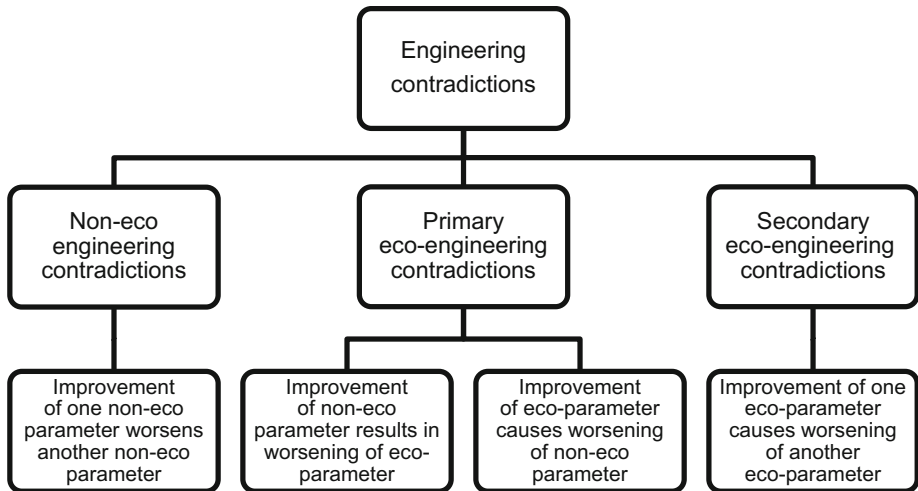 Engineering
contradictions
Non-eco
engineering
contradictions
Primary
eco-engineering
contradictions
Secondary
eco-engineering
contradictions
Improvement
of one non-eco
parameter worsens
another non-eco
parameter
Improvement
of non-eco
parameter results in
worsening of eco-
parameter
Improvement
of eco-parameter
causes worsening
of non-eco
parameter
Improvement of one
eco-parameter
causes worsening
of another
eco-parameter